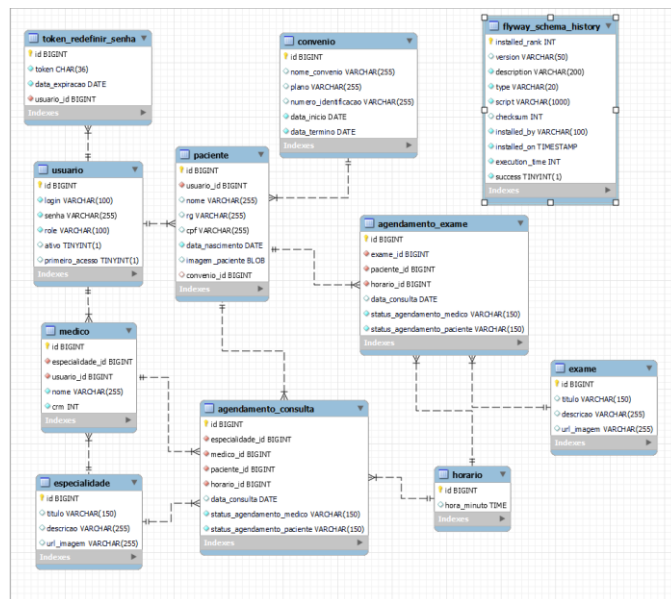 token_redefinir_senha
id BIGINT
token CHAR(36)
data_expiracao DATE
usuario_id BIGINT
Indexes
convenio
id BIGINT
nome_convenio VARCHAR(255)
plano VARCHAR(255)
numero_identificacao VARCHAR(255)
data_inicio DATE
data_termino DATE
Indexes
flyway_schema_history
installed_rank INT
version VARCHAR(50)
description VARCHAR(200)
type VARCHAR(20)
script VARCHAR(1000)
checksum INT
installed_by VARCHAR(100)
installed_on TIMESTAMP
execution_time INT
success TINYINT(1)
Indexes
usuario
id BIGINT
login VARCHAR(100)
senha VARCHAR(255)
role VARCHAR(100)
ativo TINYINT(1)
primeiro_acesso TINYINT(1)
Indexes
paciente
id BIGINT
usuario_id BIGINT
nome VARCHAR(255)
rg VARCHAR(255)
cpf VARCHAR(255)
data_nascimento DATE
imagem_paciente BLOB
convenio_id BIGINT
Indexes
agendamento_exame
id BIGINT
exame_id BIGINT
paciente_id BIGINT
horario_id BIGINT
data_consulta DATE
status_agendamento_medico VARCHAR(150)
status_agendamento_paciente VARCHAR(150)
Indexes
medico
id BIGINT
especialidade_id BIGINT
usuario_id BIGINT
nome VARCHAR(255)
crm INT
Indexes
agendamento_consulta
id BIGINT
especialidade_id BIGINT
medico_id BIGINT
paciente_id BIGINT
horario_id BIGINT
data_consulta DATE
status_agendamento_medico VARCHAR(150)
status_agendamento_paciente VARCHAR(150)
Indexes
exame
id BIGINT
titulo VARCHAR(150)
descricao VARCHAR(255)
url_imagem VARCHAR(255)
Indexes
especialidade
id BIGINT
titulo VARCHAR(150)
descricao VARCHAR(255)
url_imagem VARCHAR(255)
Indexes
horario
id BIGINT
hora_minuto TIME
Indexes